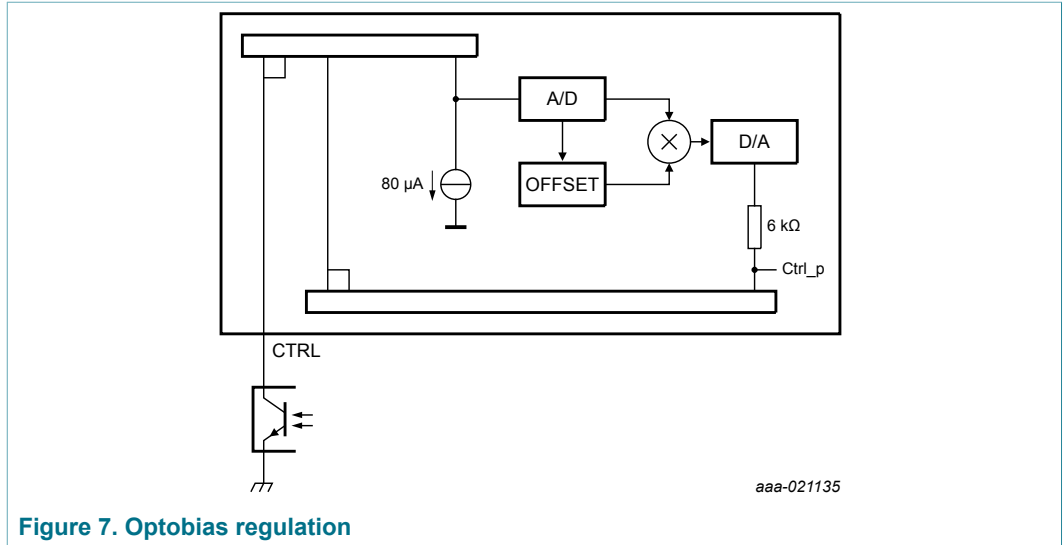 A/D
D/A
80 µA
OFFSET
6 kΩ
Ctrl_p
CTRL
aaa-021135
Figure 7. Optobias regulation